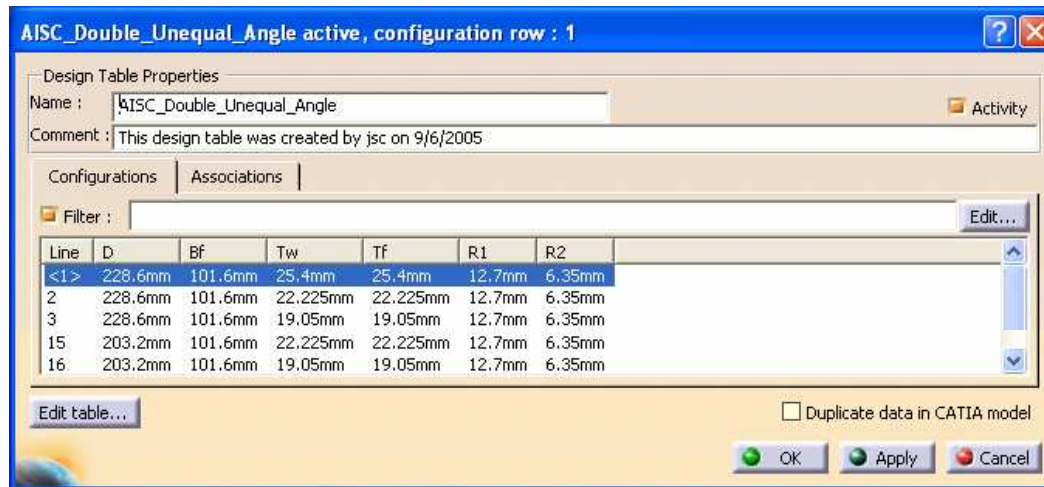 AISC_Double_Unequal_Angle active, configuration row : 1
?
Design Table Properties
Name : AISC_Double_Unequal_Angle Activity
Comment : This design table was created by jsc on 9/6/2005
Configurations Associations
Filter : Edit...
Line D Bf Tw Tf R1 R2
<1> 228.6mm 101.6mm 25.4mm 25.4mm 12.7mm 6.35mm
2 228.6mm 101.6mm 22.225mm 22.225mm 12.7mm 6.35mm
3 228.6mm 101.6mm 19.05mm 19.05mm 12.7mm 6.35mm
15 203.2mm 101.6mm 22.225mm 22.225mm 12.7mm 6.35mm
16 203.2mm 101.6mm 19.05mm 19.05mm 12.7mm 6.35mm
Edit table... Duplicate data in CATIA model
OK Apply Cancel